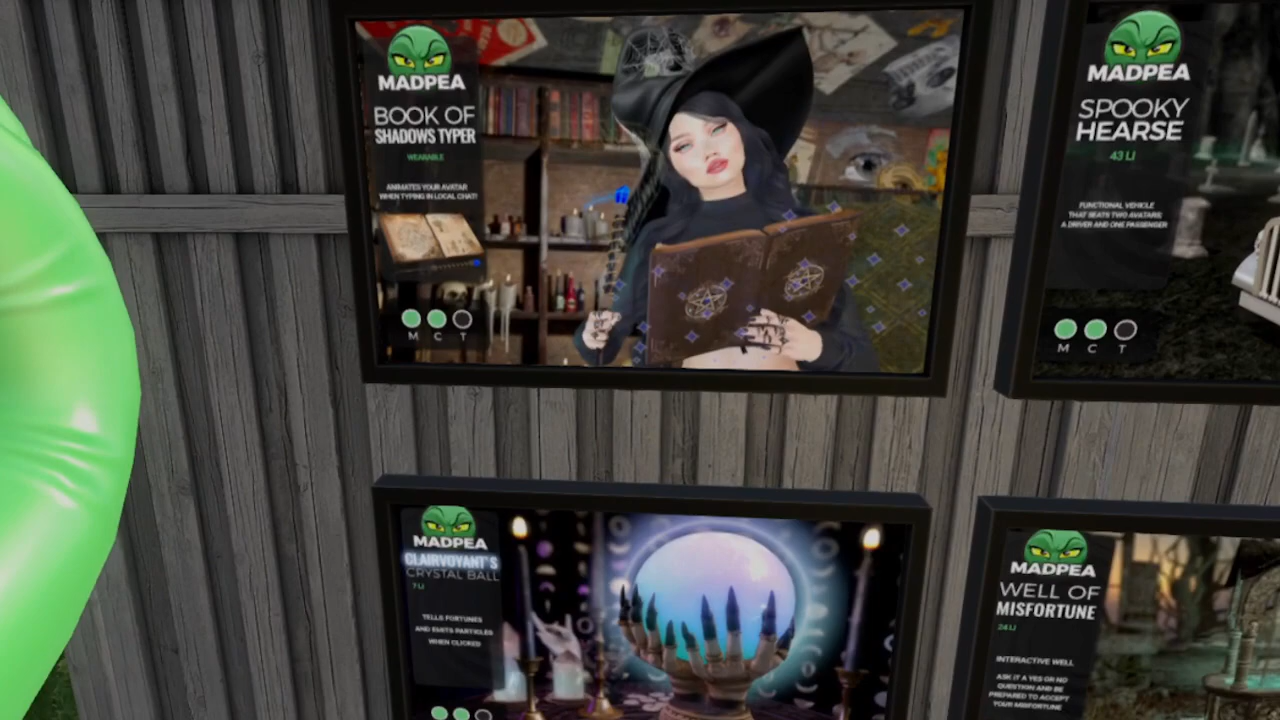 MADPEA
BOOK OF
SHADOWS TYPER
WEARABLE
ANIMATES YOUR AVATAR
WHEN TYPING IN LOCAL CHAT!
M C T
MADPEA
SPOOKY
HEARSE
43 LI
FUNCTIONAL VEHICLE
THAT SEATS TWO AVATARS;
A DRIVER AND ONE PASSENGER
M C T
MADPEA
CLAIRVOYANT'S
CRYSTAL BALL
7 LI
TELLS FORTUNES
AND EMITS PARTICLES
WHEN CLICKED
MADPEA
WELL OF
MISFORTUNE
24 LI
INTERACTIVE WELL
ASK IT A YES OR NO
QUESTION AND BE
PREPARED TO ACCEPT
YOUR MISFORTUNE